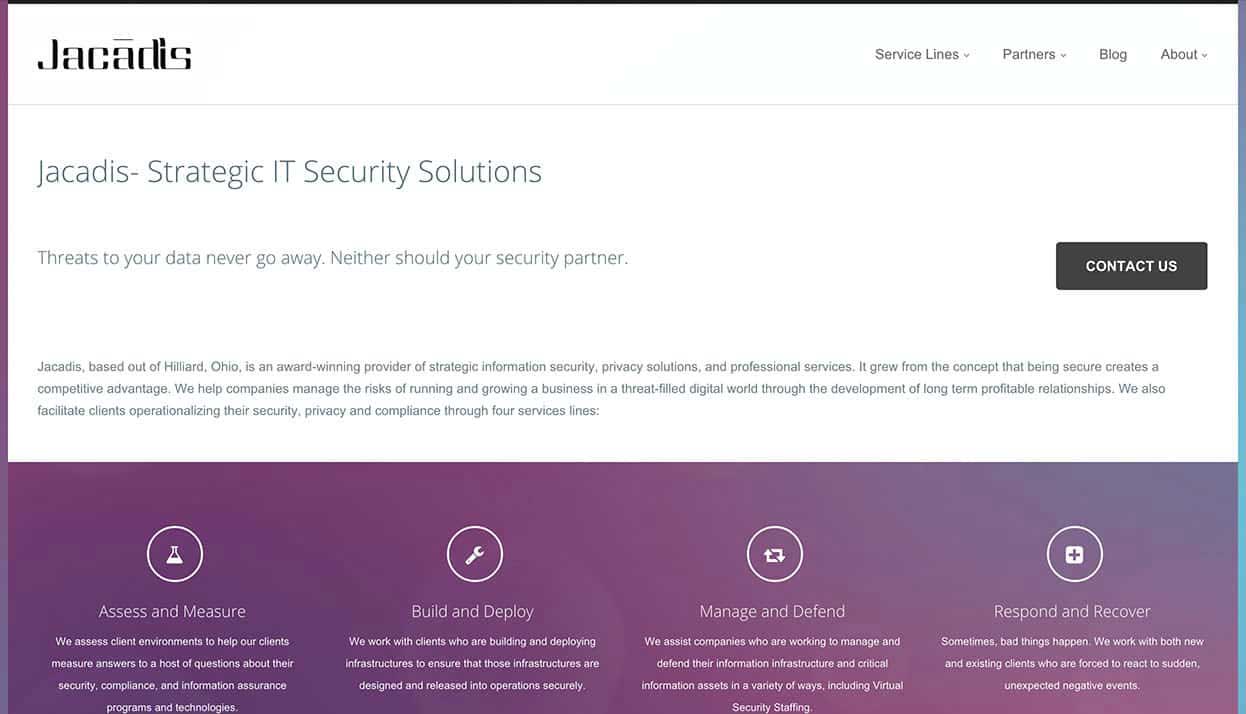 Jacādis
Service Lines Partners Blog About
Jacadis- Strategic IT Security Solutions
Threats to your data never go away. Neither should your security partner.
CONTACT US
Jacadis, based out of Hilliard, Ohio, is an award-winning provider of strategic information security, privacy solutions, and professional services. It grew from the concept that being secure creates a
competitive advantage. We help companies manage the risks of running and growing a business in a threat-filled digital world through the development of long term profitable relationships. We also
facilitate clients operationalizing their security, privacy and compliance through four services lines:
Assess and Measure
We assess client environments to help our clients
measure answers to a host of questions about their
security, compliance, and information assurance
programs and technologies.
Build and Deploy
We work with clients who are building and deploying
infrastructures to ensure that those infrastructures are
designed and released into operations securely.
Manage and Defend
We assist companies who are working to manage and
defend their information infrastructure and critical
information assets in a variety of ways, including Virtual
Security Staffing.
Respond and Recover
Sometimes, bad things happen. We work with both new
and existing clients who are forced to react to sudden,
unexpected negative events.